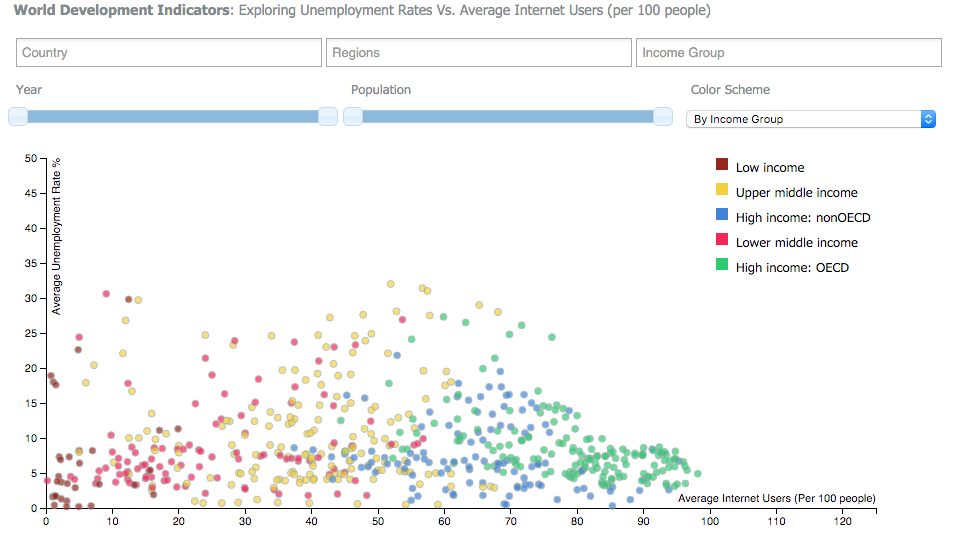 World Development Indicators: Exploring Unemployment Rates Vs. Average Internet Users (per 100 people)
Country Regions Income Group
Year Population Color Scheme
By Income Group
Low income
Upper middle income
High income: nonOECD
Lower middle income
High income: OECD
Average Unemployment Rate %
50
45
40
35
30
25
20
15
10
5
0
Average Internet Users (Per 100 people)
0 10 20 30 40 50 60 70 80 90 100 110 120